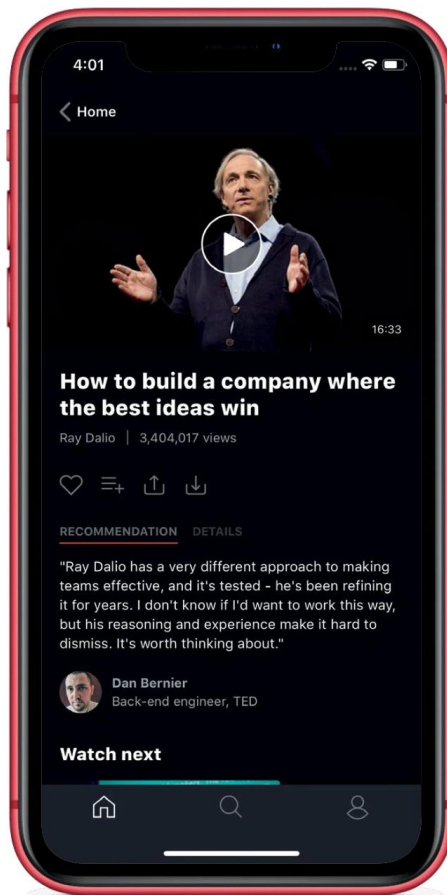 4:01
Home
16:33
How to build a company where
the best ideas win
Ray Dalio | 3,404,017 views
RECOMMENDATION DETAILS
"Ray Dalio has a very different approach to making
teams effective, and it's tested - he's been refining
it for years. I don't know if I'd want to work this way,
but his reasoning and experience make it hard to
dismiss. It's worth thinking about."
Dan Bernier
Back-end engineer, TED
Watch next